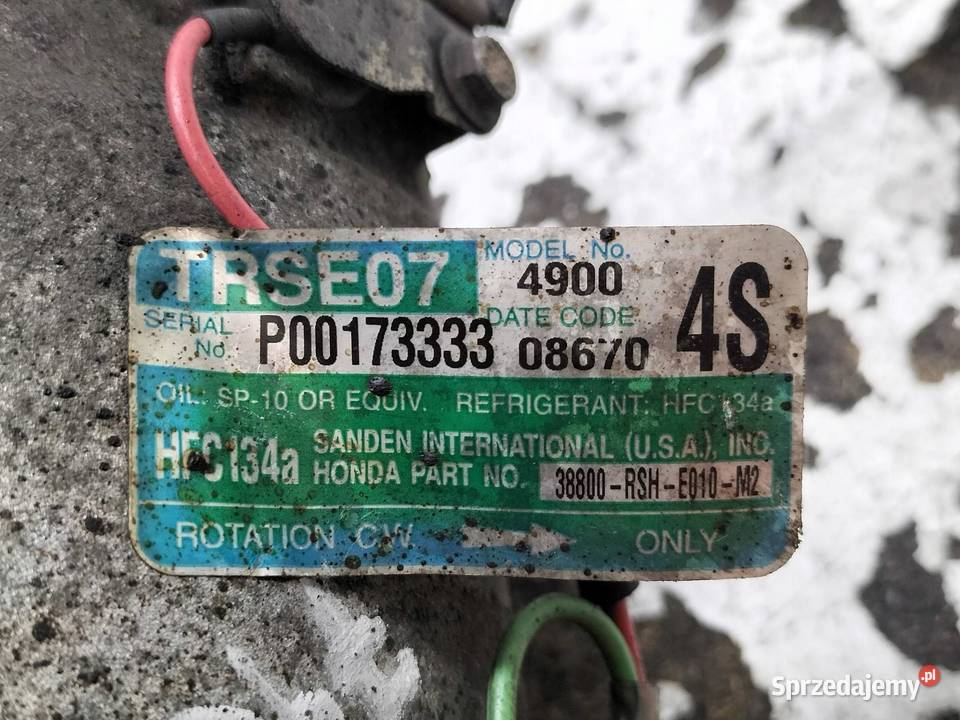 TRSE07
MODEL No.
4900
4S
SERIAL No.
P00173333
DATE CODE
08670
OIL: SP-10 OR EQUIV. REFRIGERANT: HFC134a
HFC134a
SANDEN INTERNATIONAL (U.S.A.), INC.
HONDA PART NO. 38800-RSH-E010-M2
ROTATION C.W. ONLY
Sprzedajemy.pl